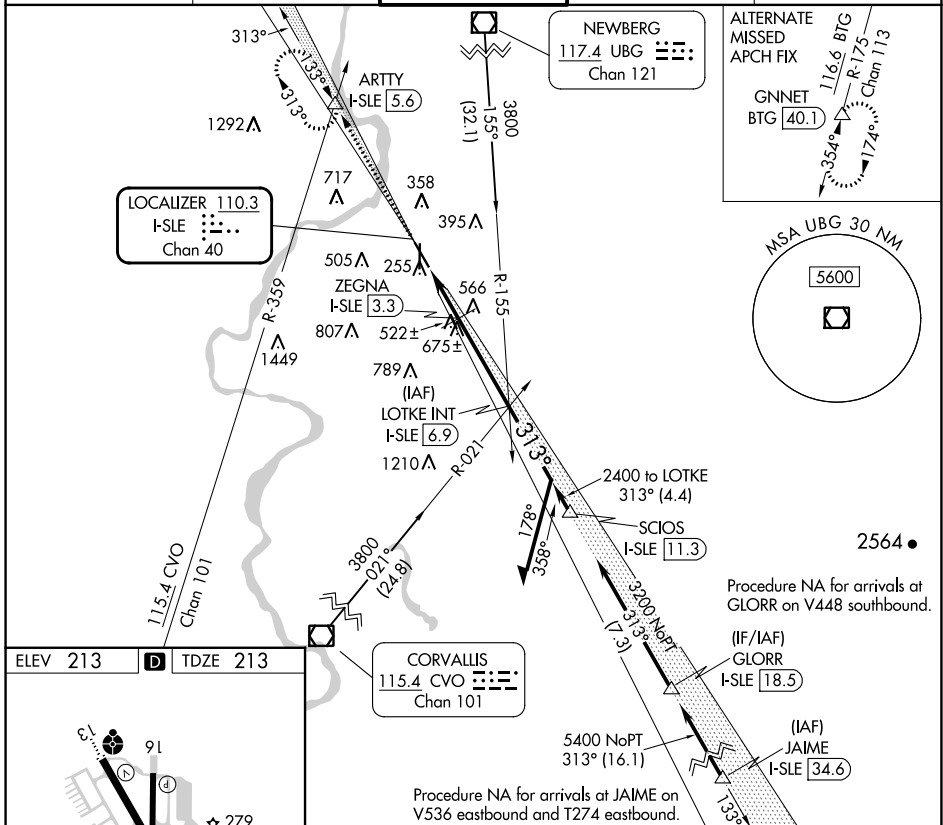 313°
133°
313°
ARTTY
I-SLE 5.6
1292
NEWBERG
117.4 UBG
Chan 121
3800
155°
(32.1)
R-155
ALTERNATE
MISSED
APCH FIX
116.6 BTG
R-175
Chan 113
GNNET
BTG 40.1
354°
174°
717
358
395
LOCALIZER 110.3
I-SLE
Chan 40
505
255
MSA UBG 30 NM
5600
ZEGNA
I-SLE 3.3
566
522±
675±
807
R-359
1449
789
(IAF)
LOTKE INT
I-SLE 6.9
1210
R-021
313°
2400 to LOTKE
313° (4.4)
SCIOS
I-SLE 11.3
178°
358°
2564
3800
021°
(24.8)
115.4 CVO
Chan 101
3200 NoPT
313°
(7.3)
Procedure NA for arrivals at
GLORR on V448 southbound.
(IF/IAF)
GLORR
I-SLE 18.5
CORVALLIS
115.4 CVO
Chan 101
5400 NoPT
313° (16.1)
(IAF)
JAIME
I-SLE 34.6
133°
Procedure NA for arrivals at JAIME on
V536 eastbound and T274 eastbound.
ELEV 213 D TDZE 213
13
16
V
P
279